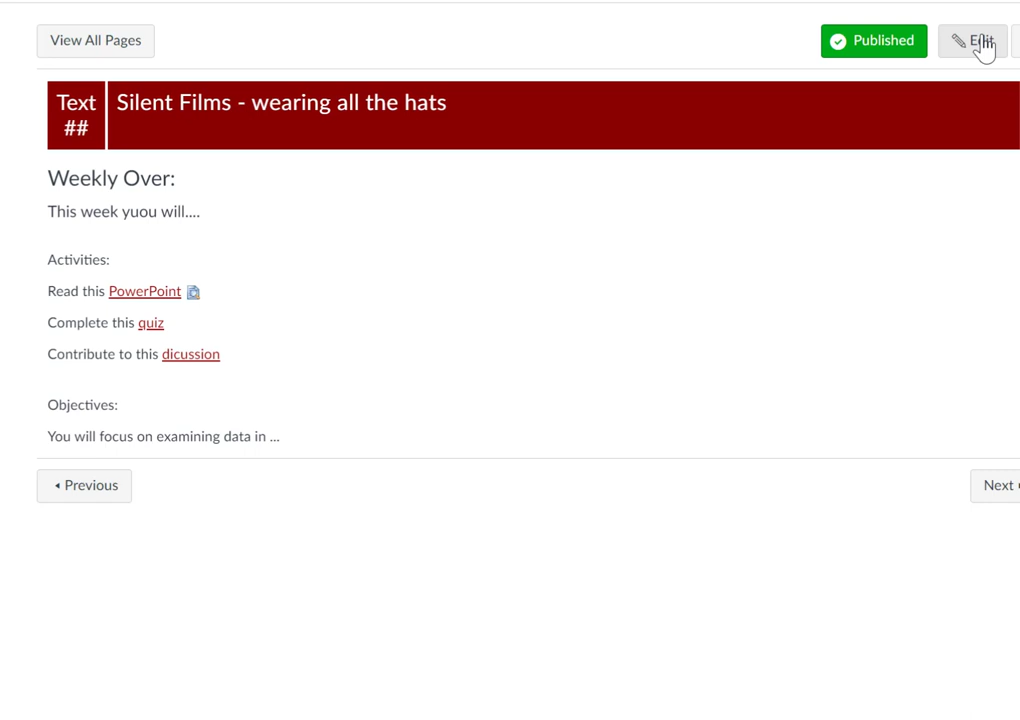 View All Pages
Published
Edit
Text
##
Silent Films - wearing all the hats
Weekly Over:
This week yuou will....
Activities:
Read this PowerPoint
Complete this quiz
Contribute to this dicussion
Objectives:
You will focus on examining data in ...
Previous
Next